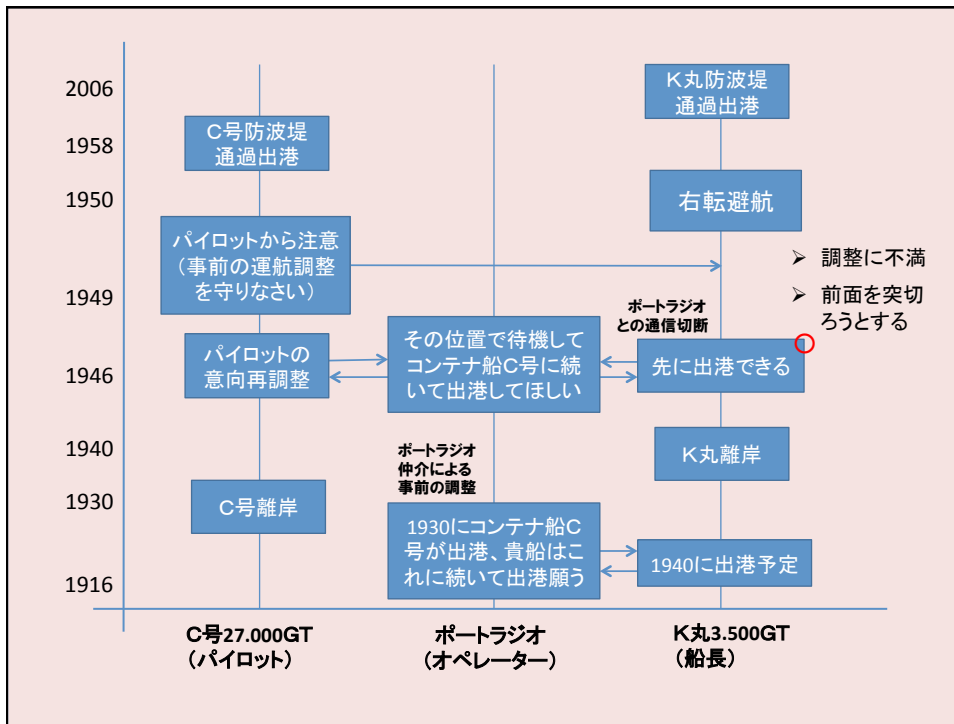 2006
K丸防波堤
通過出港
C号防波堤
通過出港
1958
1950
右転避航
パイロットから注意
(事前の運航調整
を守りなさい)
➢ 調整に不満
➢ 前面を突切
ろうとする
1949
ポートラジオ
との通信切断
パイロットの
意向再調整
その位置で待機して
コンテナ船C号に続
いて出港してほしい
先に出港できる
1946
1940
ポートラジオ
仲介による
事前の調整
K丸離岸
1930
C号離岸
1930にコンテナ船C
号が出港、貴船はこ
れに続いて出港願う
1940に出港予定
1916
C号27.000GT
(パイロット)
ポートラジオ
(オペレーター)
K丸3.500GT
(船長)